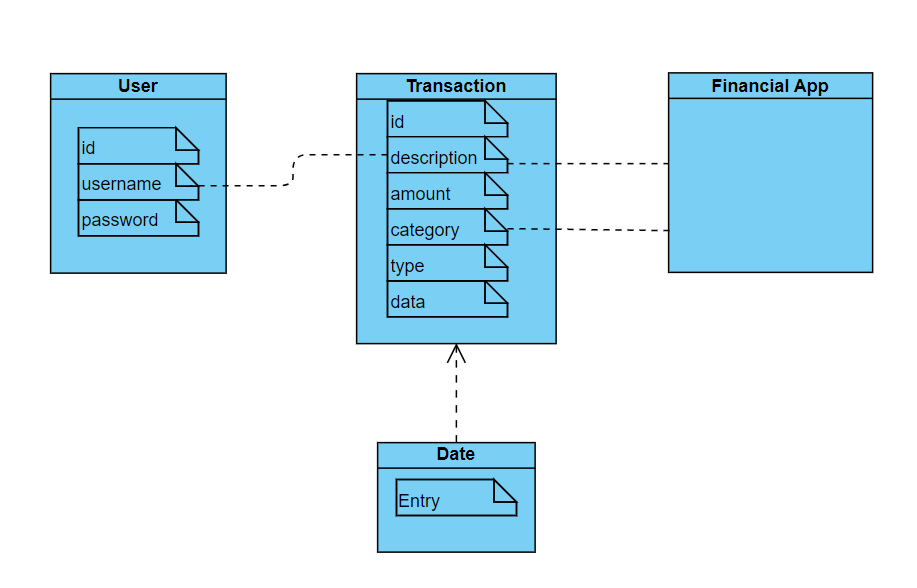 User
id
username
password
Transaction
id
description
amount
category
type
data
Financial App
Date
Entry